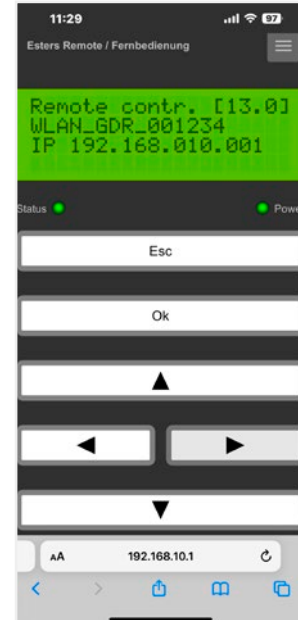 11:29
97
Esters Remote / Fernbedienung
Remote contr. [13.0]
WLAN_GDR_001234
IP 192.168.010.001
Status
Powe
Esc
Ok
AA
192.168.10.1